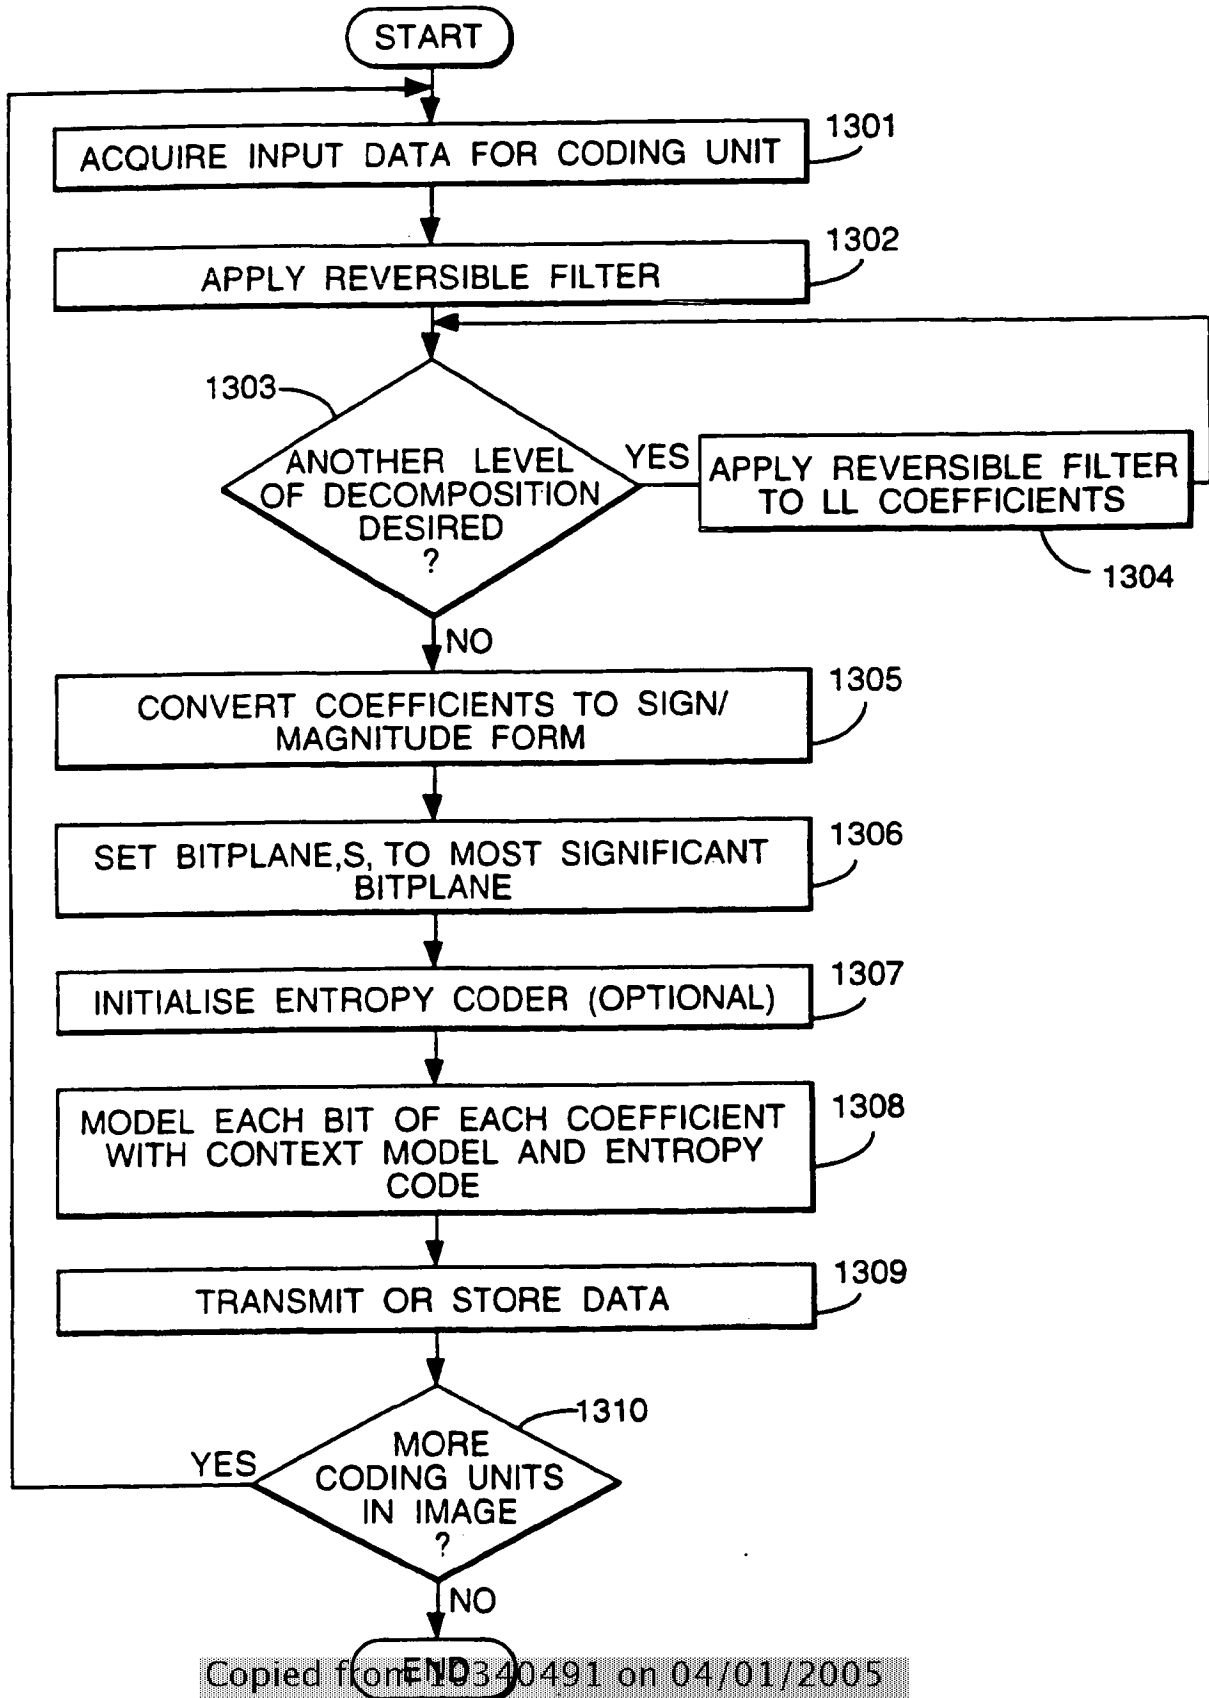 START
ACQUIRE INPUT DATA FOR CODING UNIT
1301
APPLY REVERSIBLE FILTER
1302
1303
ANOTHER LEVEL
OF DECOMPOSITION
DESIRED
?
YES
APPLY REVERSIBLE FILTER
TO LL COEFFICIENTS
1304
NO
CONVERT COEFFICIENTS TO SIGN/
MAGNITUDE FORM
1305
SET BITPLANE,S, TO MOST SIGNIFICANT
BITPLANE
1306
INITIALISE ENTROPY CODER (OPTIONAL)
1307
MODEL EACH BIT OF EACH COEFFICIENT
WITH CONTEXT MODEL AND ENTROPY
CODE
1308
TRANSMIT OR STORE DATA
1309
1310
MORE
CODING UNITS
IN IMAGE
?
YES
NO
END
Copied from 10340491 on 04/01/2005